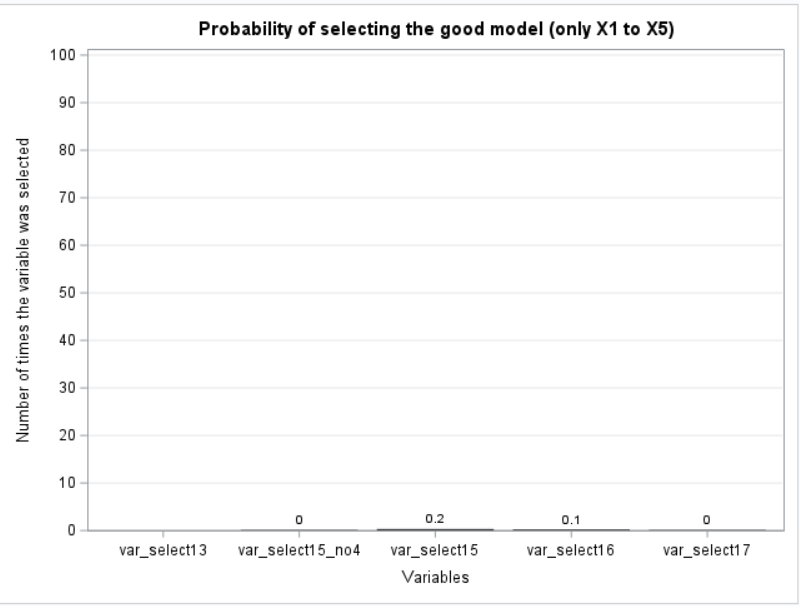 Probability of selecting the good model (only X1 to X5)
Number of times the variable was selected
100
90
80
70
60
50
40
30
20
10
0
0
0.2
0.1
0
var_select13
var_select15_no4
var_select15
var_select16
var_select17
Variables